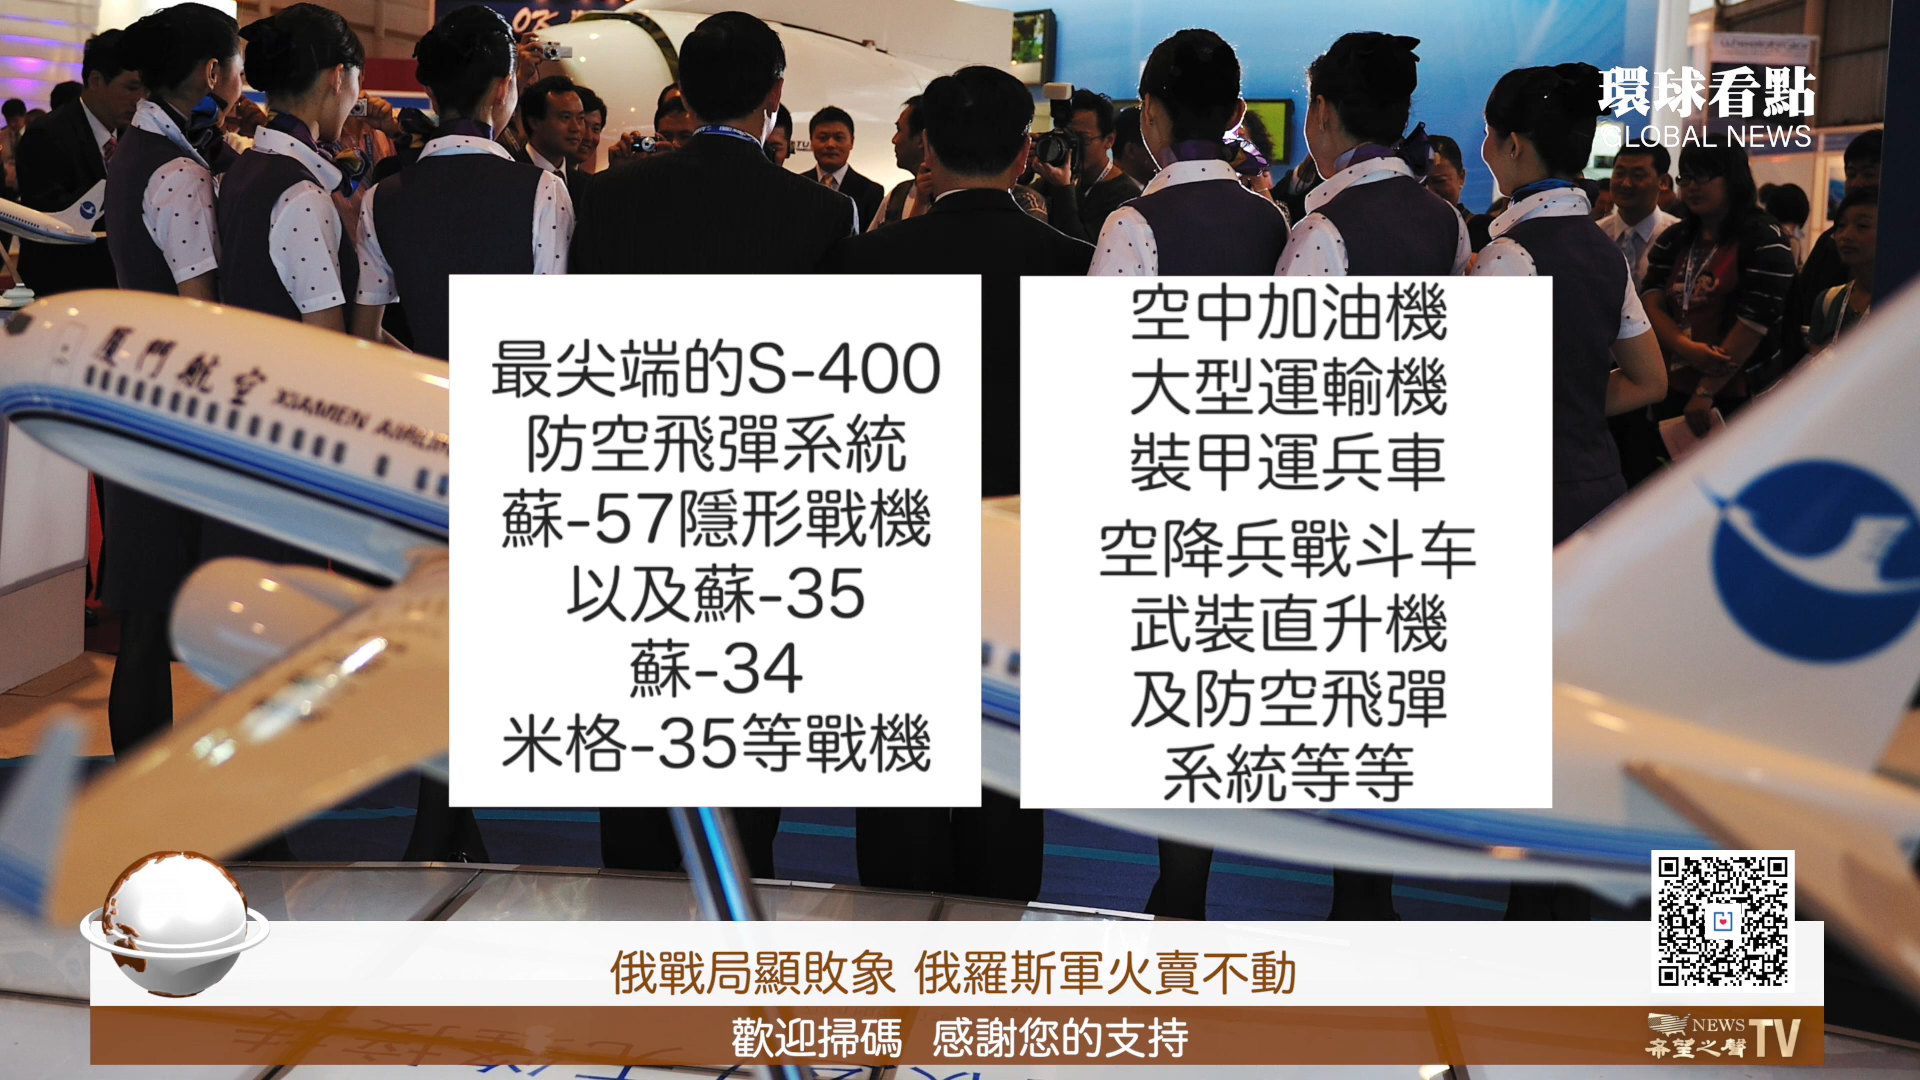 環球看點
GLOBAL NEWS
廈門航空 XIAMEN AIRLIN
最尖端的S-400
防空飛彈系統
蘇-57隱形戰機
以及蘇-35
蘇-34
米格-35等戰機
空中加油機
大型運輸機
裝甲運兵車
空降兵戰斗车
武裝直升機
及防空飛彈
系統等等
俄戰局顯敗象 俄羅斯軍火賣不動
歡迎掃碼 感謝您的支持
NEWS
希望之聲TV